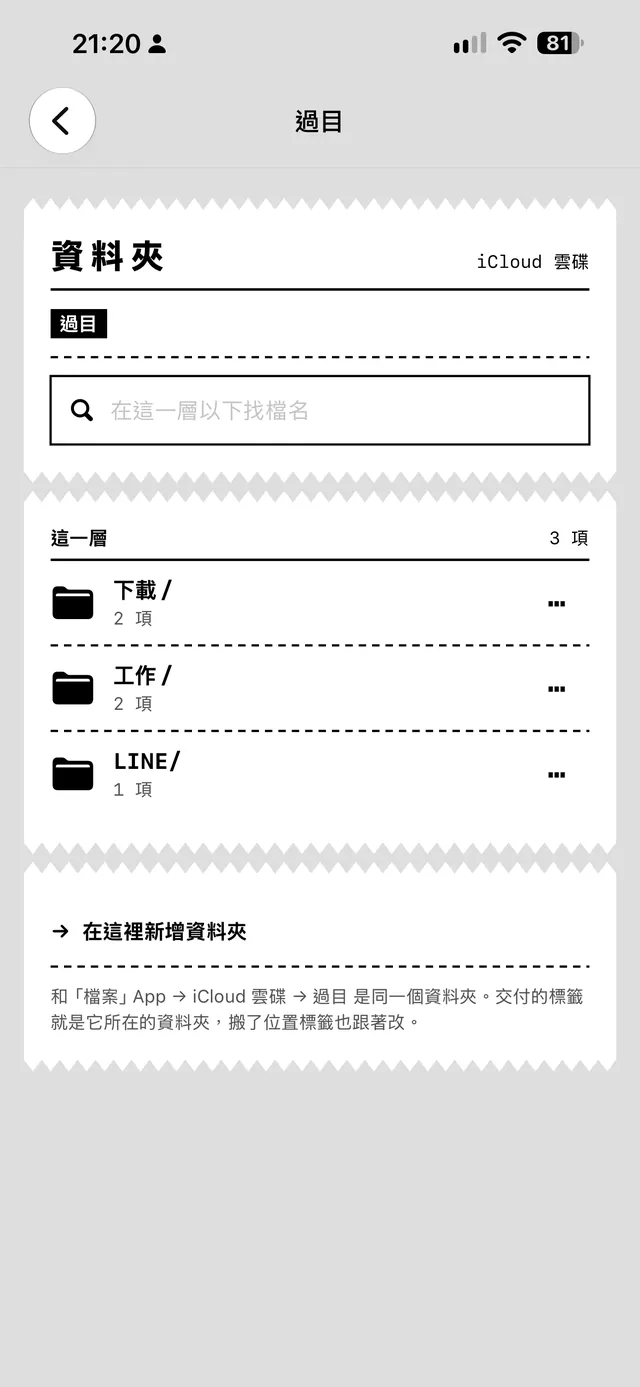 21:20
81
過目
資料夾
iCloud 雲碟
過目
在這一層以下找檔名
這一層
3 項
下載/
2 項
工作/
2 項
LINE/
1 項
→ 在這裡新增資料夾
和「檔案」App → iCloud 雲碟 → 過目 是同一個資料夾。交付的標籤
就是它所在的資料夾，搬了位置標籤也跟著改。